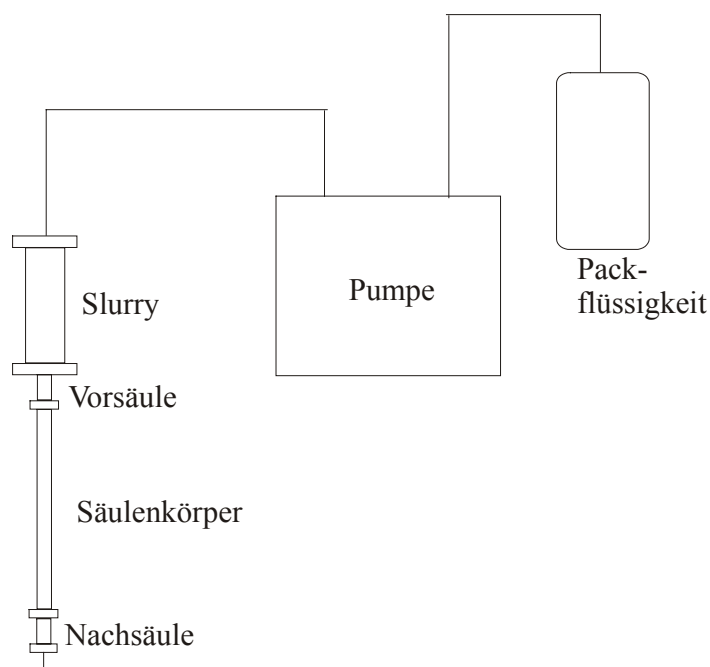 Pumpe
Pack-
flüssigkeit
Slurry
Vorsäule
Säulenkörper
Nachsäule